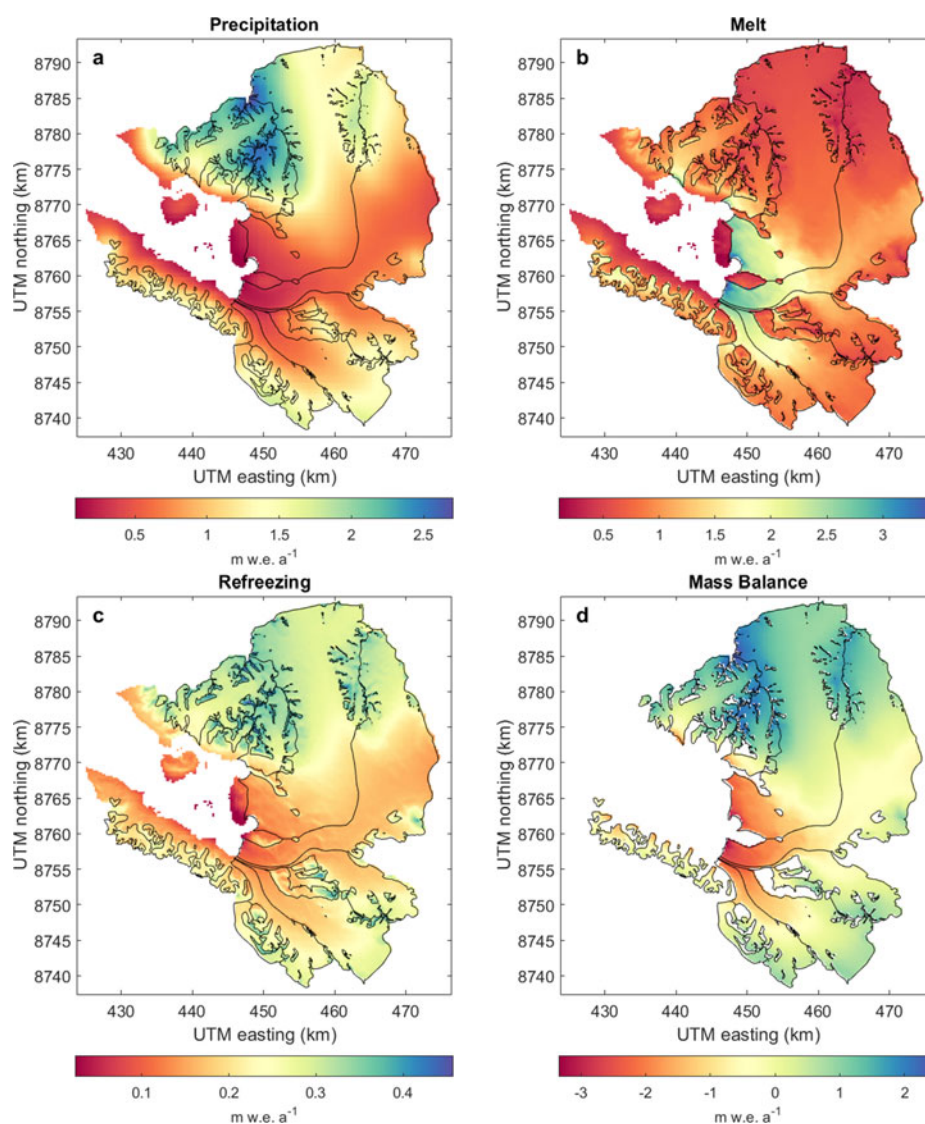 Precipitation
a
8790
8785
8780
8775
8770
8765
8760
8755
8750
8745
8740
UTM northing (km)
430 440 450 460 470
UTM easting (km)
0.5 1 1.5 2 2.5
m w.e. a⁻¹
Melt
b
8790
8785
8780
8775
8770
8765
8760
8755
8750
8745
8740
UTM northing (km)
430 440 450 460 470
UTM easting (km)
0.5 1 1.5 2 2.5 3
m w.e. a⁻¹
Refreezing
c
8790
8785
8780
8775
8770
8765
8760
8755
8750
8745
8740
UTM northing (km)
430 440 450 460 470
UTM easting (km)
0.1 0.2 0.3 0.4
m w.e. a⁻¹
Mass Balance
d
8790
8785
8780
8775
8770
8765
8760
8755
8750
8745
8740
UTM northing (km)
430 440 450 460 470
UTM easting (km)
-3 -2 -1 0 1 2
m w.e. a⁻¹